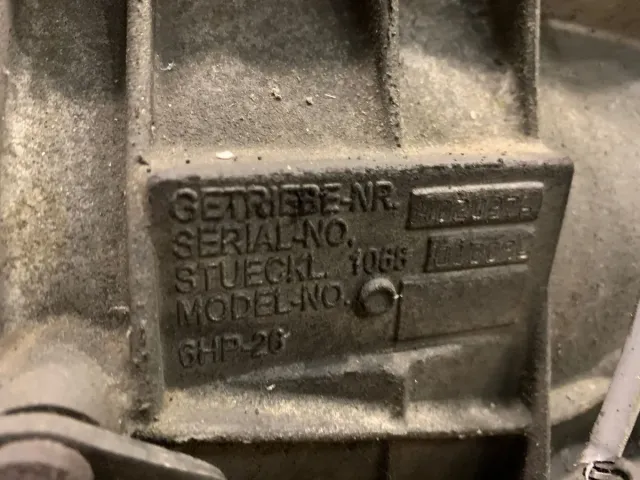 GETRIEBE-NR.
SERIAL-NO.
STUECKL. 1068
MODEL-NO.
6HP-26